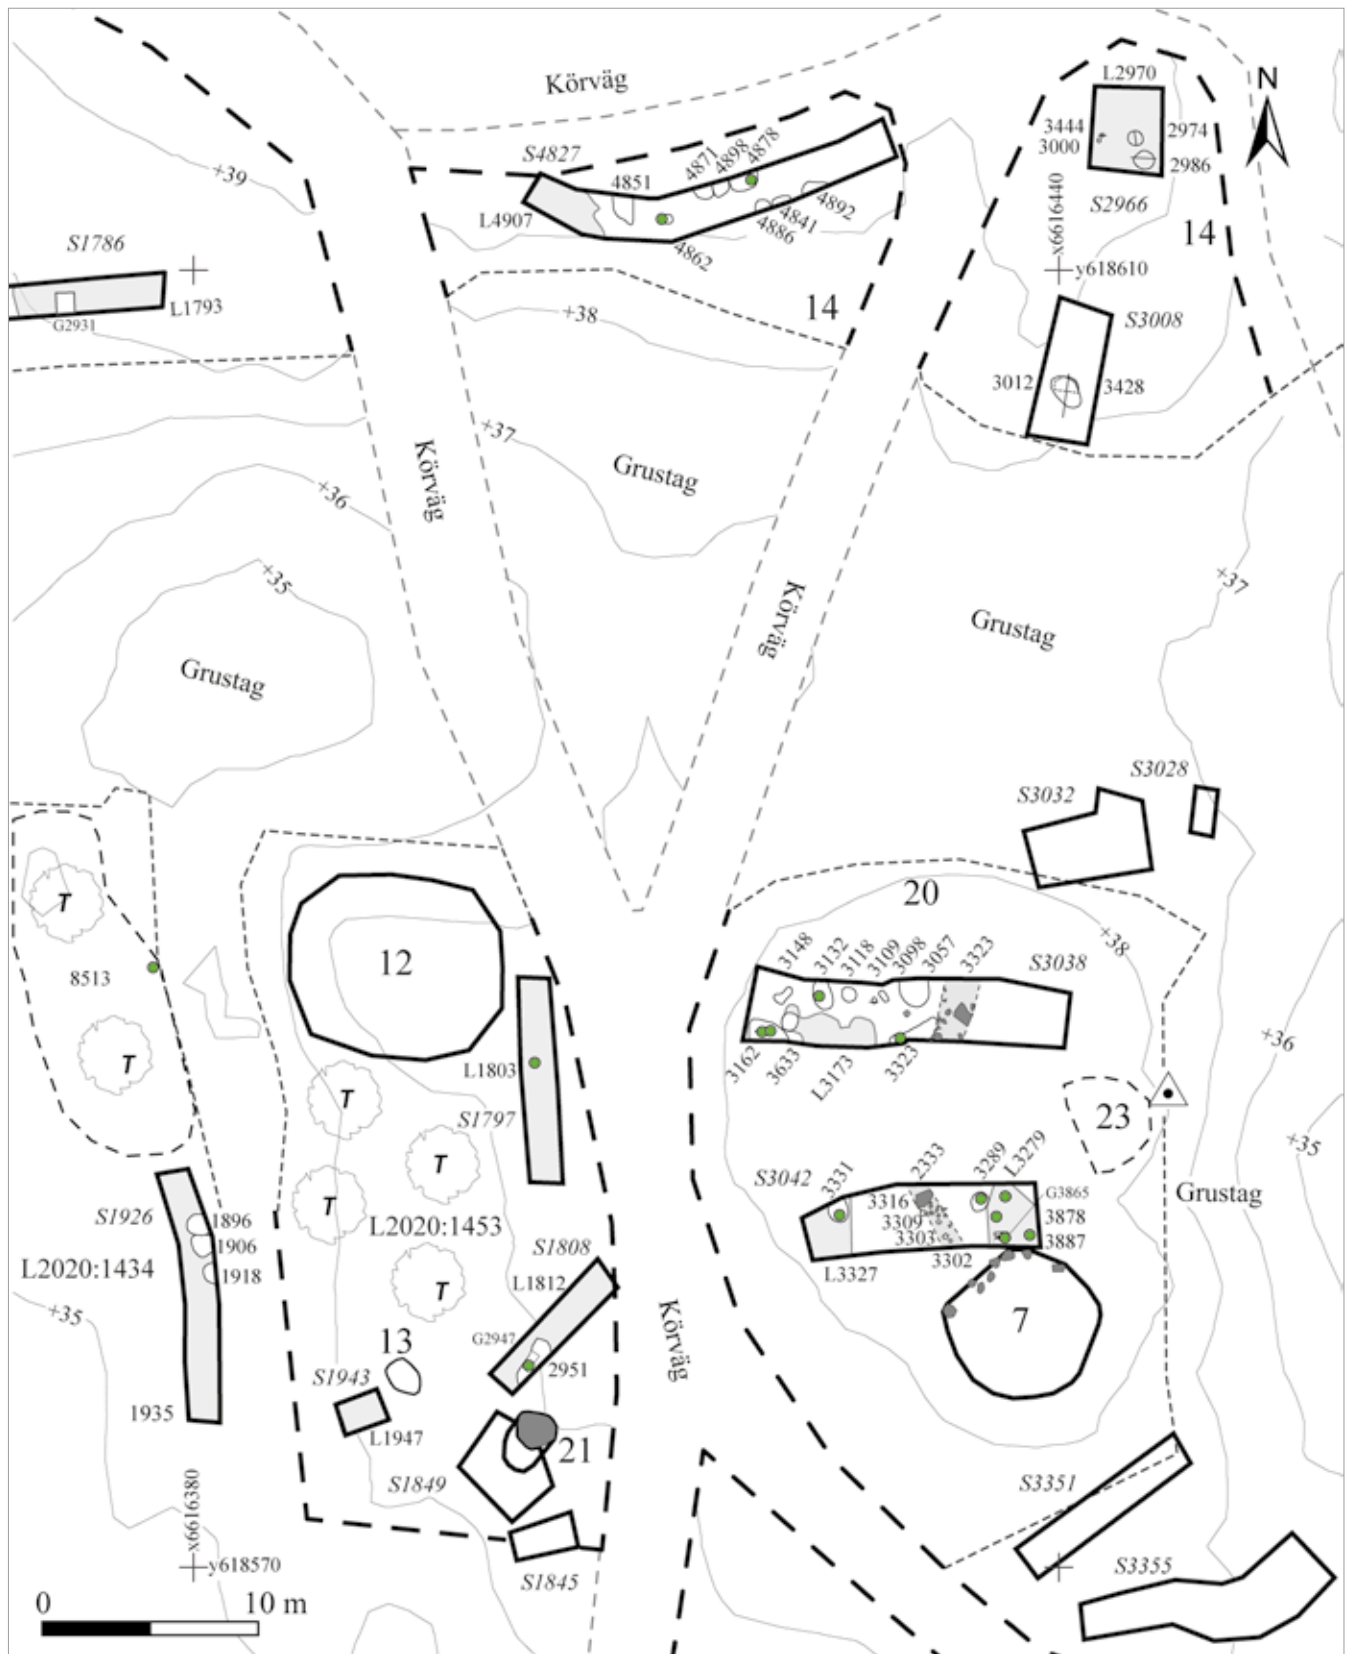 Körväg
N
L2970
3444
3000
2974
2986
S2966
x6616440
y618610
14
S4827
4851
4871
4898
4878
L4907
4862
4886
4841
4892
14
+39
S1786
L1793
G2931
+38
S3008
3012
3428
+37
Körväg
Grustag
+36
+35
Grustag
Körväg
Grustag
+37
S3028
S3032
20
+38
T
8513
T
12
L1803
S1797
T
T
T
L2020:1453
T
3148
3132
3118
3109
3098
3057
3323
S3038
3162
3633
L3173
3323
+36
23
+35
Grustag
S3042
3331
2333
3289
L3279
3316
3309
3303
3302
G3865
3878
3887
L3327
7
S1926
1896
1906
1918
L2020:1434
+35
1935
S1808
L1812
G2947
2951
13
S1943
L1947
21
S1849
Körväg
S3351
S3355
x6616380
y618570
S1845
0 10 m